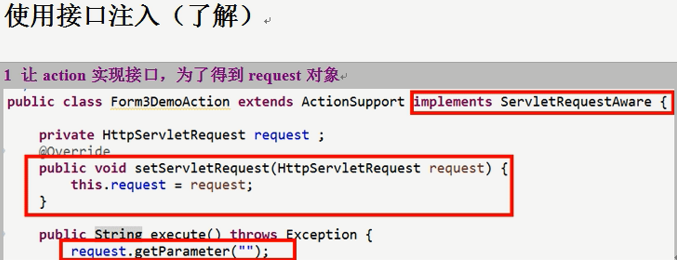 使用接口注入（了解）
1 让 action 实现接口，为了得到 request 对象
public class Form3DemoAction extends ActionSupport implements ServletRequestAware {
private HttpServletRequest request ;
@Override
public void setServletRequest(HttpServletRequest request) {
this.request = request;
}
public String execute() throws Exception {
request.getParameter("");